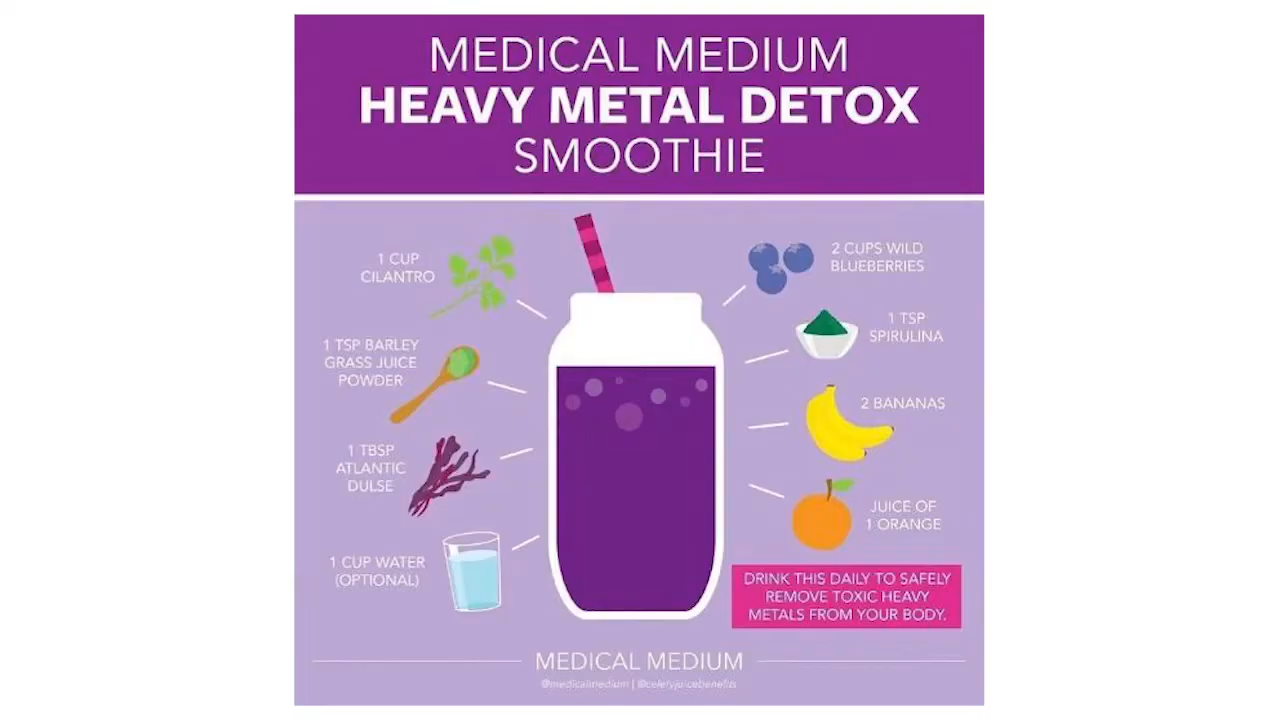 MEDICAL MEDIUM
HEAVY METAL DETOX
SMOOTHIE
1 CUP
CILANTRO
1 TSP BARLEY
GRASS JUICE
POWDER
1 TBSP
ATLANTIC
DULSE
1 CUP WATER
(OPTIONAL)
2 CUPS WILD
BLUEBERRIES
1 TSP
SPIRULINA
2 BANANAS
JUICE OF
1 ORANGE
DRINK THIS DAILY TO SAFELY
REMOVE TOXIC HEAVY
METALS FROM YOUR BODY.
MEDICAL MEDIUM
@medicalmedium | @celeryjuicebenefits